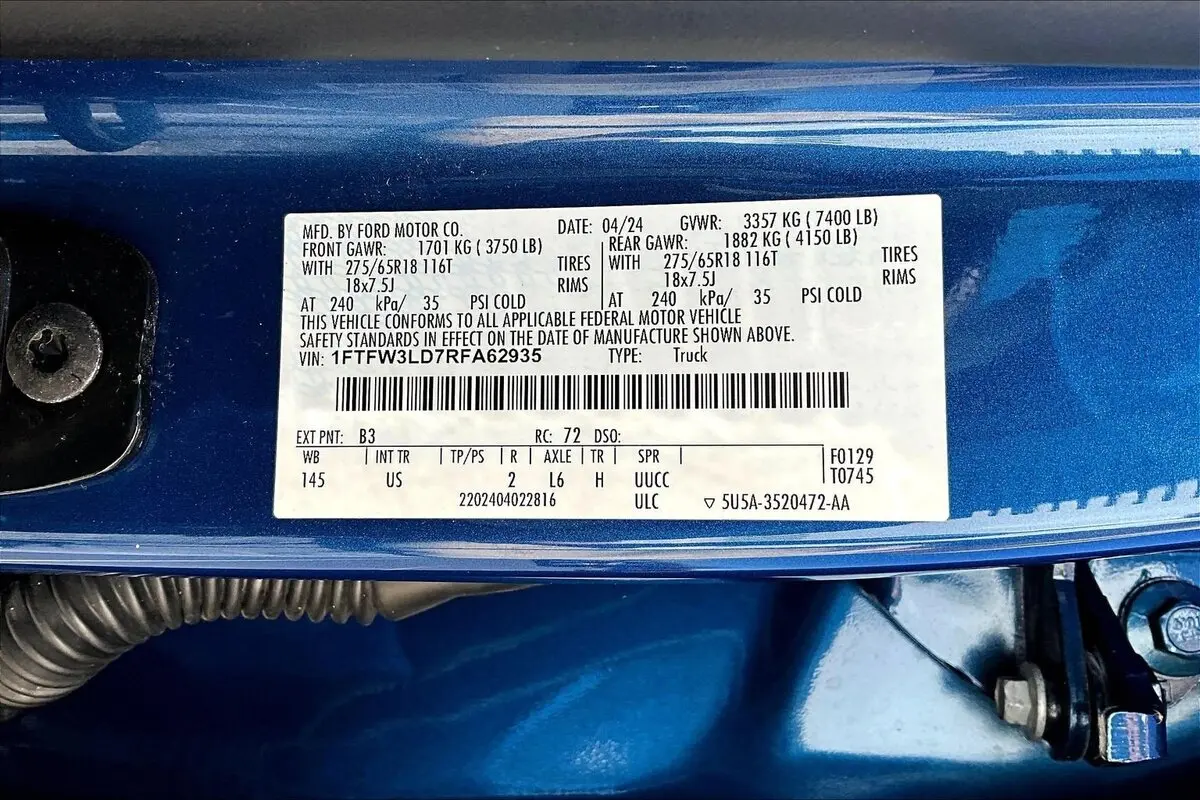 MFD. BY FORD MOTOR CO. DATE: 04/24 GVWR: 3357 KG ( 7400 LB)
FRONT GAWR: 1701 KG ( 3750 LB) REAR GAWR: 1882 KG ( 4150 LB)
WITH 275/65R18 116T TIRES WITH 275/65R18 116T TIRES
18x7.5J RIMS 18x7.5J RIMS
AT 240 kPa/ 35 PSI COLD AT 240 kPa/ 35 PSI COLD
THIS VEHICLE CONFORMS TO ALL APPLICABLE FEDERAL MOTOR VEHICLE
SAFETY STANDARDS IN EFFECT ON THE DATE OF MANUFACTURE SHOWN ABOVE.
VIN: 1FTFW3LD7RFA62935 TYPE: Truck
EXT PNT: B3 RC: 72 DSO:
WB INT TR TP/PS R AXLE TR SPR F0129
145 US 2 L6 H UUCC T0745
2202404022816 ULC ▽ 5U5A-3520472-AA